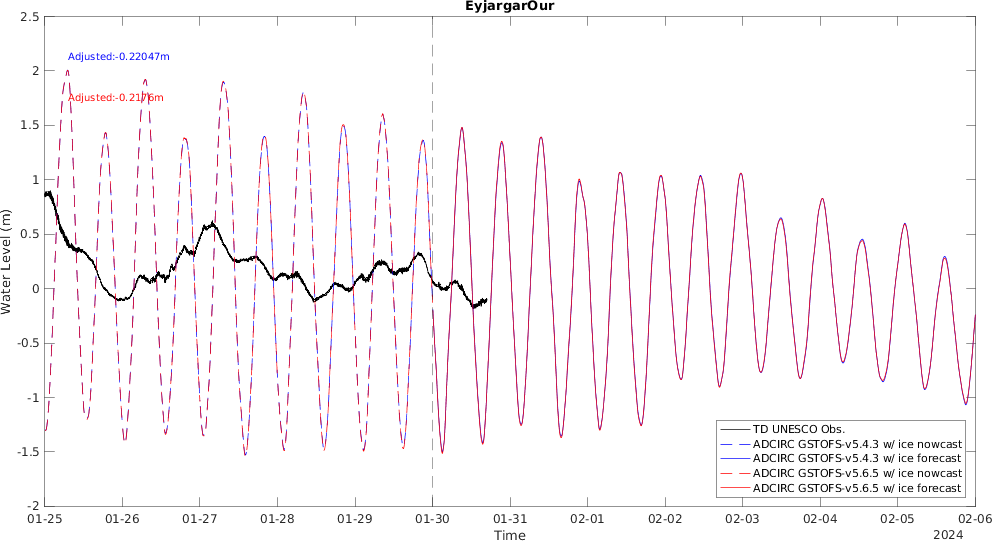 EyjargarOur
2.5
2
1.5
1
0.5
0
-0.5
-1
-1.5
-2
Water Level (m)
Adjusted:-0.22047m
Adjusted:-0.2176m
TD UNESCO Obs.
ADCIRC GSTOFS-v5.4.3 w/ ice nowcast
ADCIRC GSTOFS-v5.4.3 w/ ice forecast
ADCIRC GSTOFS-v5.6.5 w/ ice nowcast
ADCIRC GSTOFS-v5.6.5 w/ ice forecast
01-25 01-26 01-27 01-28 01-29 01-30 01-31 02-01 02-02 02-03 02-04 02-05 02-06
Time
2024